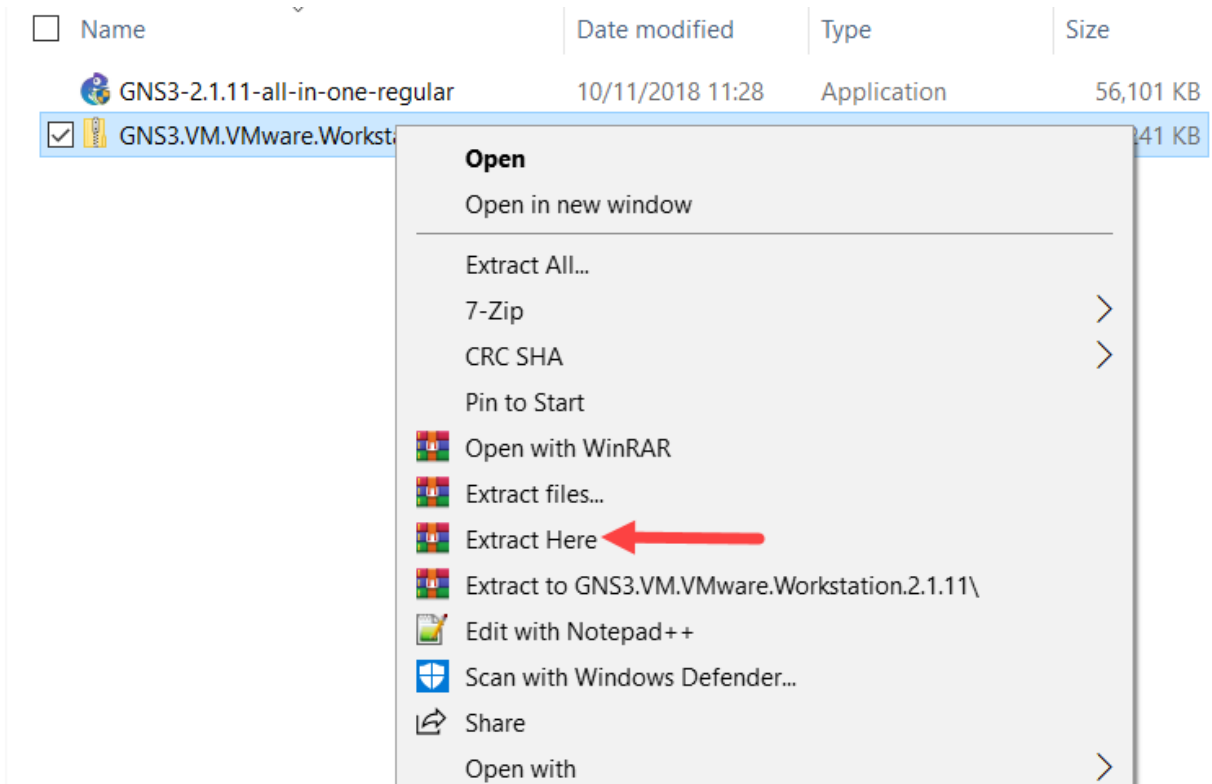 Name Date modified Type Size
GNS3-2.1.11-all-in-one-regular 10/11/2018 11:28 Application 56,101 KB
GNS3.VM.VMware.Worksta 241 KB
Open
Open in new window
Extract All...
7-Zip
CRC SHA
Pin to Start
Open with WinRAR
Extract files...
Extract Here
Extract to GNS3.VM.VMware.Workstation.2.1.11\
Edit with Notepad++
Scan with Windows Defender...
Share
Open with